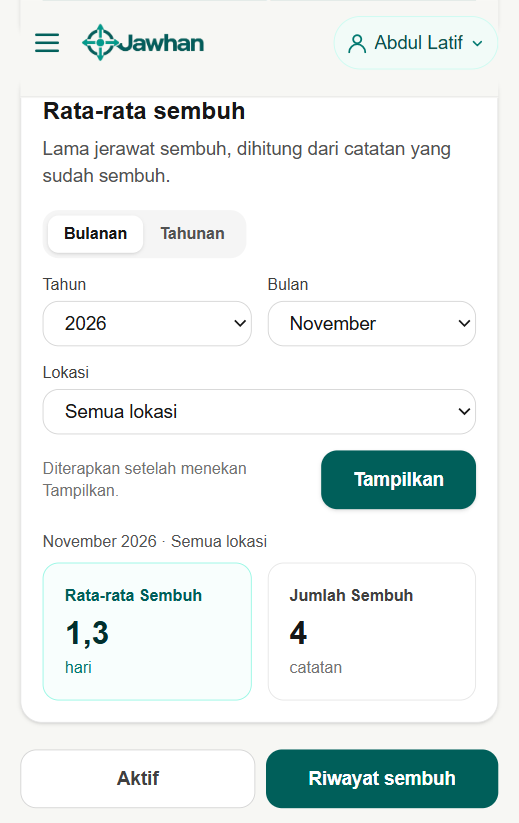 Jawhan
Abdul Latif
Rata-rata sembuh
Lama jerawat sembuh, dihitung dari catatan yang
sudah sembuh.
Bulanan
Tahunan
Tahun
Bulan
2026
November
Lokasi
Semua lokasi
Diterapkan setelah menekan
Tampilkan.
Tampilkan
November 2026 · Semua lokasi
Rata-rata Sembuh
1,3
hari
Jumlah Sembuh
4
catatan
Aktif
Riwayat sembuh